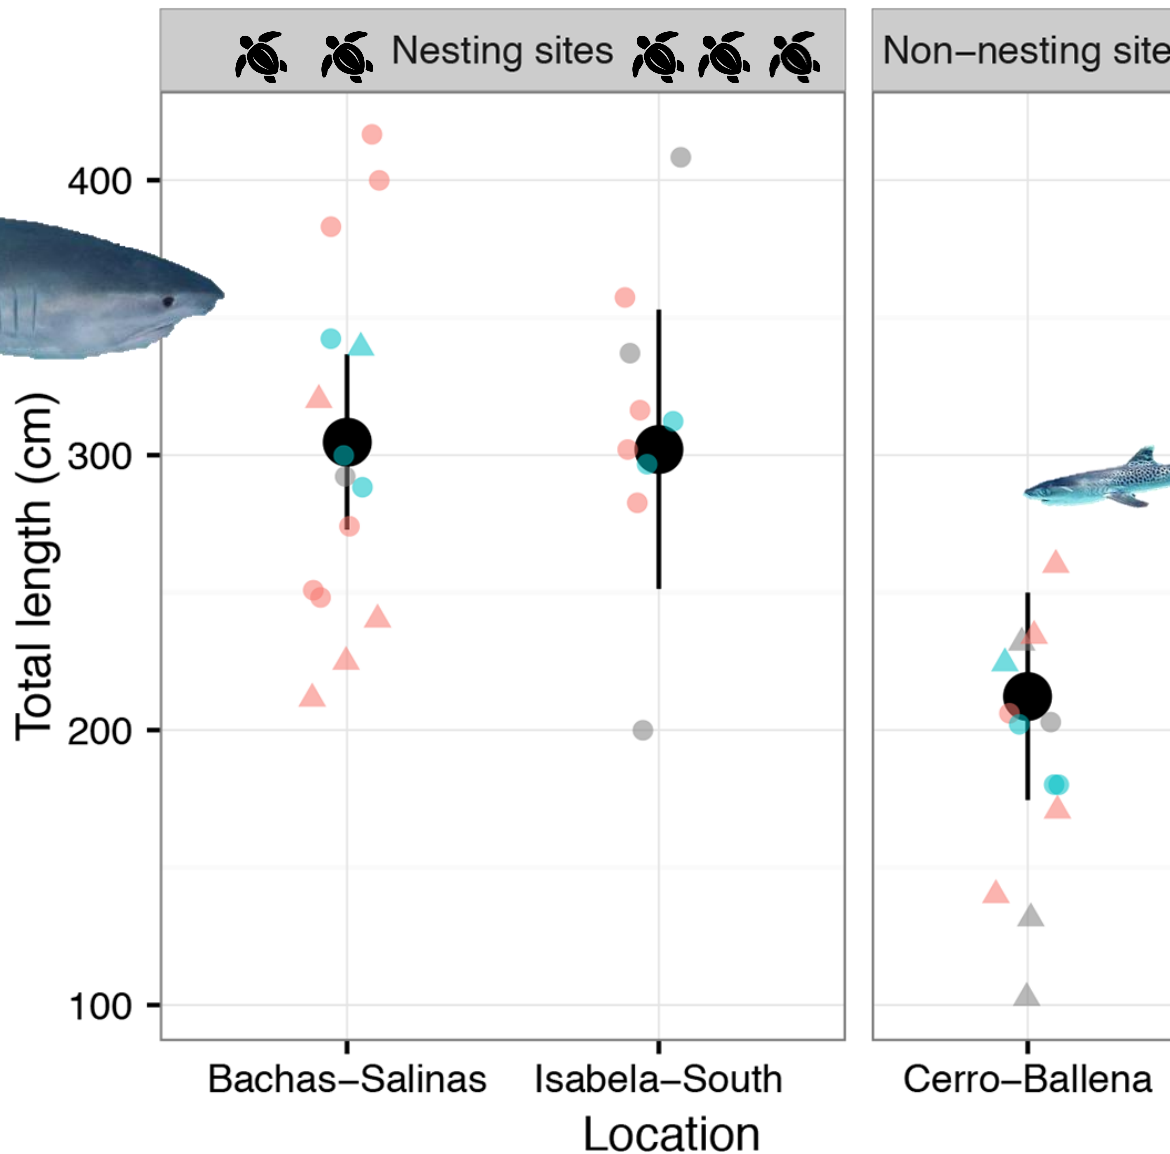 Nesting sites
Non−nesting site
Total length (cm)
400
300
200
100
Bachas−Salinas
Isabela−South
Cerro−Ballena
Location